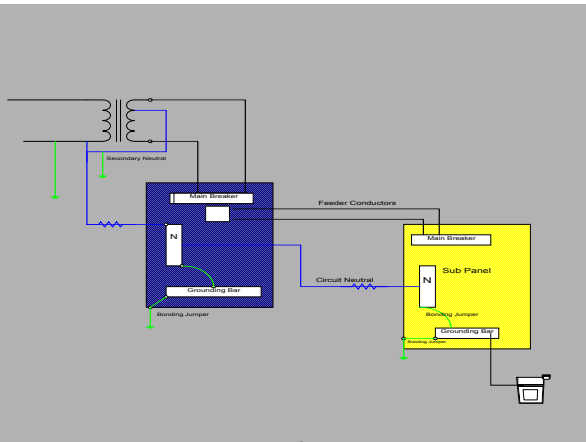 Secondary Neutral
Main Breaker
Feeder Conductors
N
Main Breaker
Sub Panel
Circuit Neutral
N
Grounding Bar
Bonding Jumper
Bonding Jumper
Grounding Bar
Bonding Jumper